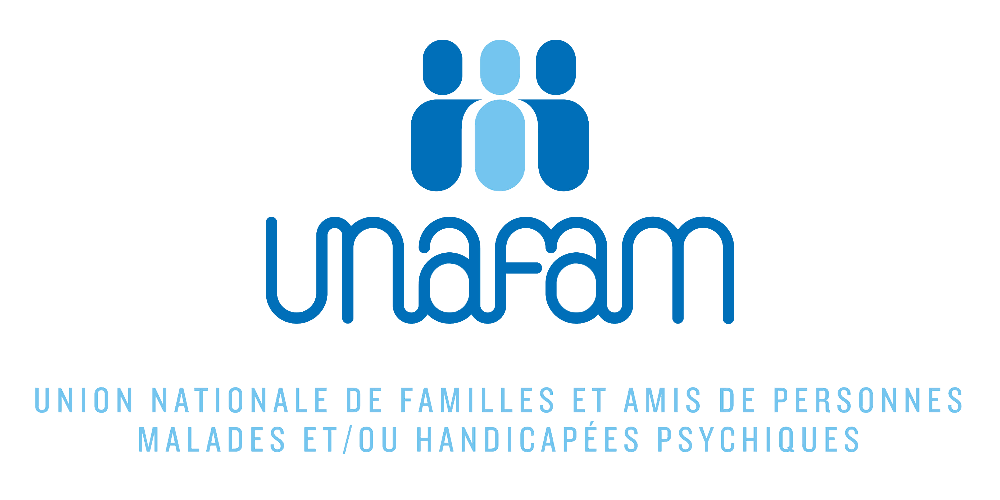 unafam
UNION NATIONALE DE FAMILLES ET AMIS DE PERSONNES
MALADES ET/OU HANDICAPÉES PSYCHIQUES